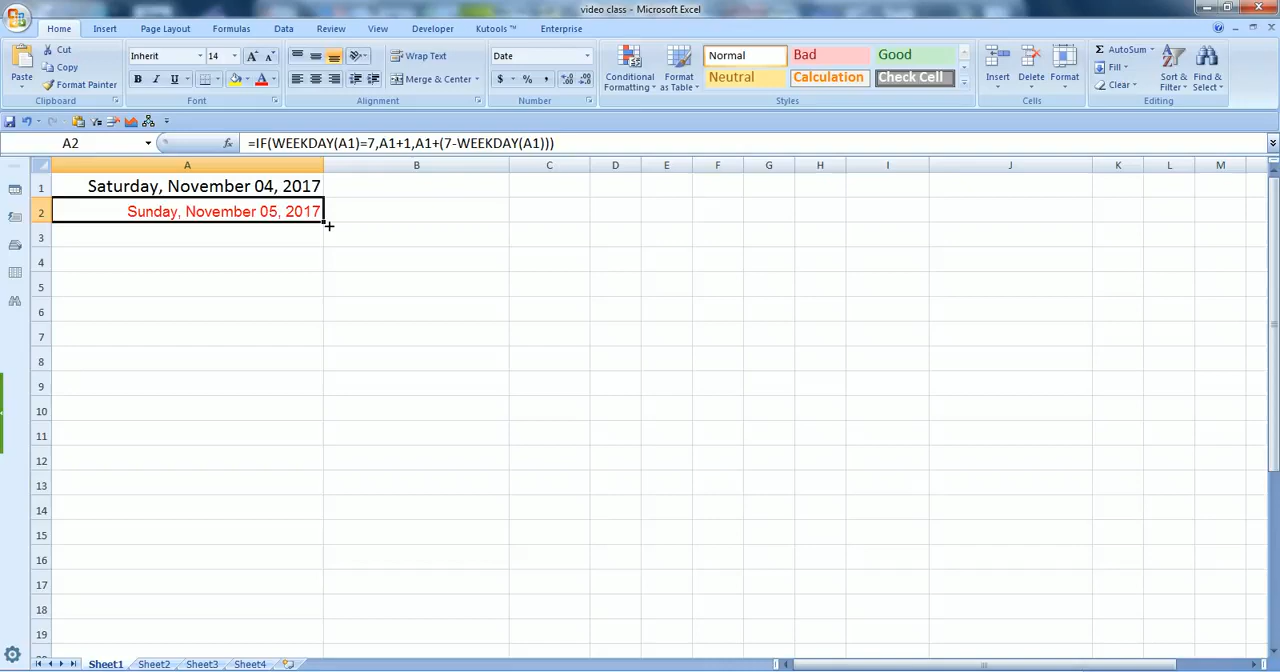 video class - Microsoft Excel
Home Insert Page Layout Formulas Data Review View Developer Kutools ™ Enterprise
Cut
Copy
Format Painter
Paste
Clipboard
Inherit 14
B I U
Font
Wrap Text
Merge & Center
Alignment
Date
$ % ,
Number
Conditional Formatting
Format as Table
Normal Bad Good
Neutral Calculation Check Cell
Styles
Insert Delete Format
Cells
AutoSum
Fill
Clear
Sort & Filter
Find & Select
Editing
A2 fx =IF(WEEKDAY(A1)=7,A1+1,A1+(7-WEEKDAY(A1)))
A B C D E F G H I J K L M
1 Saturday, November 04, 2017
2 Sunday, November 05, 2017
3
4
5
6
7
8
9
10
11
12
13
14
15
16
17
18
19
Sheet1 Sheet2 Sheet3 Sheet4